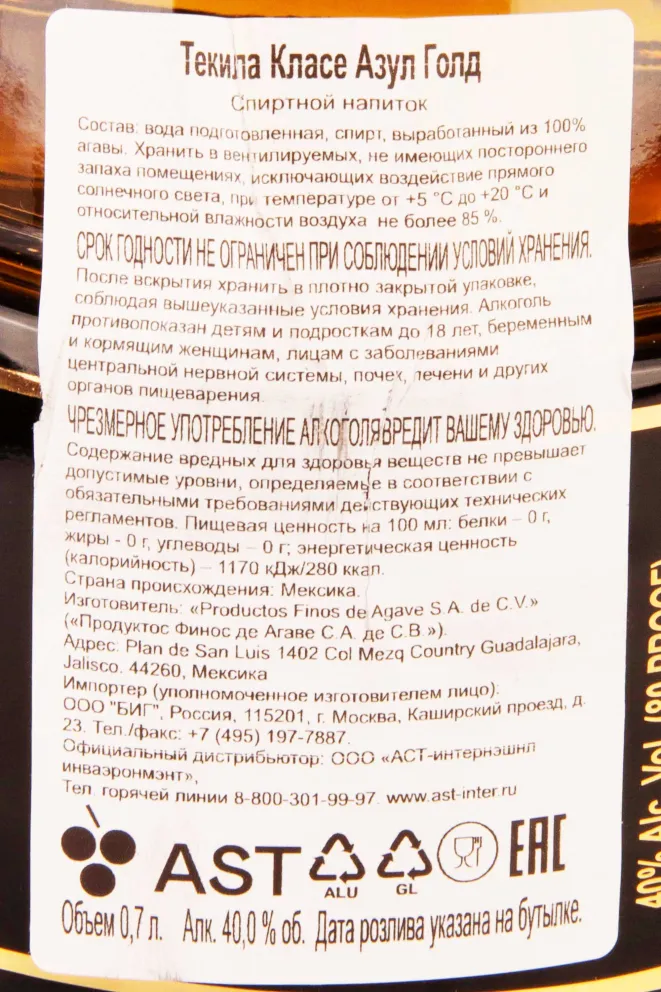 Текила Класе Азул Голд
Спиртной напиток
Состав: вода подготовленная, спирт, выработанный из 100%
агавы. Хранить в вентилируемых, не имеющих постороннего
запаха помещениях, исключающих воздействие прямого
солнечного света, при температуре от +5 °C до +20 °C и
относительной влажности воздуха не более 85 %.
СРОК ГОДНОСТИ НЕ ОГРАНИЧЕН ПРИ СОБЛЮДЕНИИ УСЛОВИЙ ХРАНЕНИЯ.
После вскрытия хранить в плотно закрытой упаковке,
соблюдая вышеуказанные условия хранения. Алкоголь
противопоказан детям и подросткам до 18 лет, беременным
и кормящим женщинам, лицам с заболеваниями
центральной нервной системы, почек, печени и других
органов пищеварения.
ЧРЕЗМЕРНОЕ УПОТРЕБЛЕНИЕ АЛКОГОЛЯ ВРЕДИТ ВАШЕМУ ЗДОРОВЬЮ.
Содержание вредных для здоровья веществ не превышает
допустимые уровни, определяемые в соответствии с
обязательными требованиями действующих технических
регламентов. Пищевая ценность на 100 мл: белки – 0 г,
жиры - 0 г, углеводы – 0 г; энергетическая ценность
(калорийность) – 1170 кДж/280 ккал.
Страна происхождения: Мексика.
Изготовитель: «Productos Finos de Agave S.A. de C.V.»
(«Продуктос Финос де Агаве С.А. де С.В.»).
Адрес: Plan de San Luis 1402 Col Mezq Country Guadalajara,
Jalisco. 44260, Мексика
Импортер (уполномоченное изготовителем лицо):
ООО "БИГ", Россия, 115201, г. Москва, Каширский проезд, д.
23. Тел./факс: +7 (495) 197-7887.
Официальный дистрибьютор: ООО «АСТ-интернэшнл
инваэронмэнт»,
Тел. горячей линии 8-800-301-99-97. www.ast-inter.ru
AST ALU GL EAC
Объем 0,7 л. Алк. 40,0 % об. Дата розлива указана на бутылке.
40% Alc. Vol. (80 PROOF)